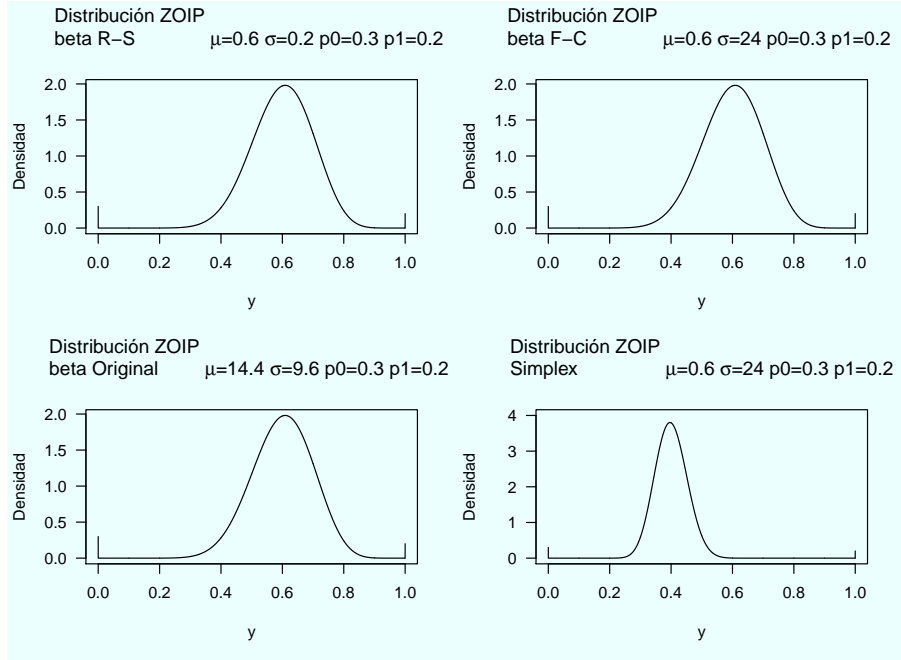 Distribución ZOIP
beta R−S μ=0.6 σ=0.2 p0=0.3 p1=0.2
Densidad
2.0
1.5
1.0
0.5
0.0
0.0 0.2 0.4 0.6 0.8 1.0
y
Distribución ZOIP
beta F−C μ=0.6 σ=24 p0=0.3 p1=0.2
Densidad
2.0
1.5
1.0
0.5
0.0
0.0 0.2 0.4 0.6 0.8 1.0
y
Distribución ZOIP
beta Original μ=14.4 σ=9.6 p0=0.3 p1=0.2
Densidad
2.0
1.5
1.0
0.5
0.0
0.0 0.2 0.4 0.6 0.8 1.0
y
Distribución ZOIP
Simplex μ=0.6 σ=24 p0=0.3 p1=0.2
Densidad
4
3
2
1
0
0.0 0.2 0.4 0.6 0.8 1.0
y